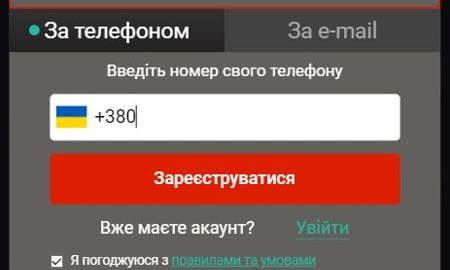 За телефоном За e-mail
Введіть номер свого телефону
+380
Зареєструватися
Вже маєте акаунт? Увійти
Я погоджуюся з правилами та умовами